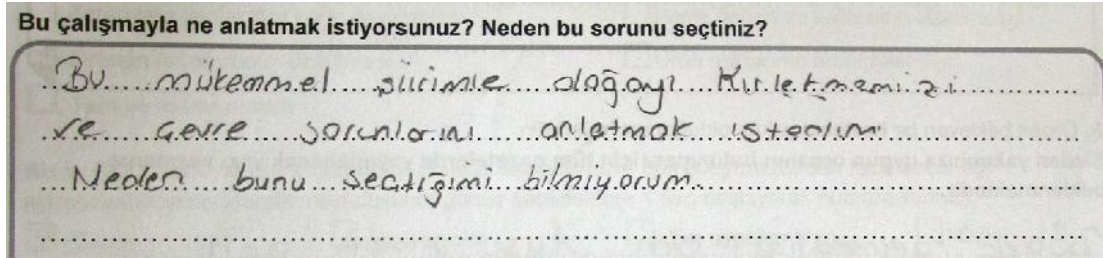 Bu çalışmayla ne anlatmak istiyorsunuz? Neden bu sorunu seçtiniz?
Bu mükemmel şiirimle doğayı kirletmemizi
ve çevre sorunlarını anlatmak istedim
Neden bunu seçtiğimi bilmiyorum.